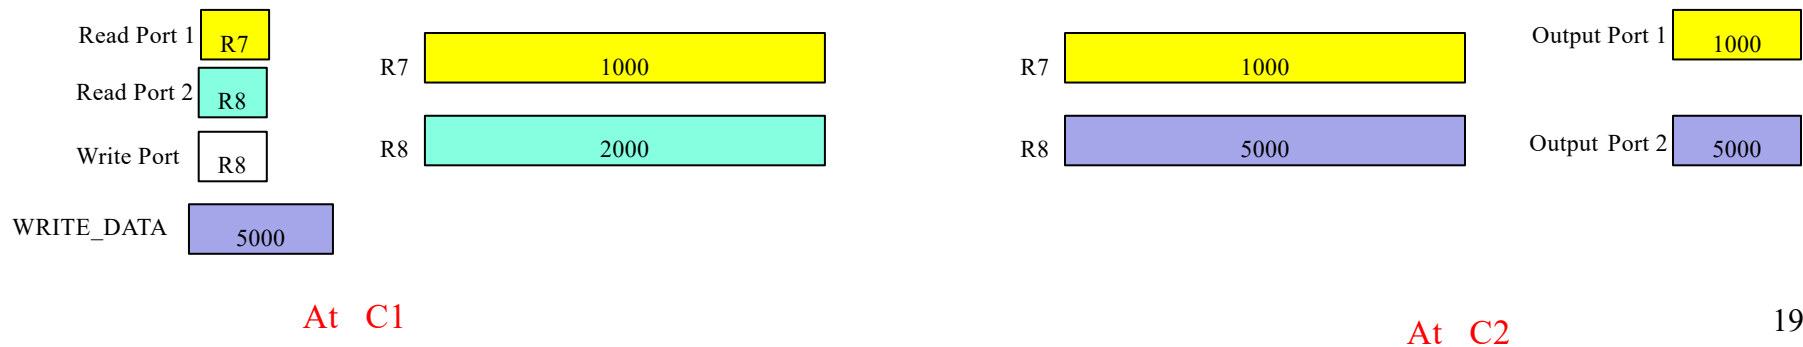 Read Port 1 R7
Read Port 2 R8
Write Port R8
WRITE_DATA 5000
R7 1000
R8 2000
At C1
R7 1000
R8 5000
Output Port 1 1000
Output Port 2 5000
At C2
19